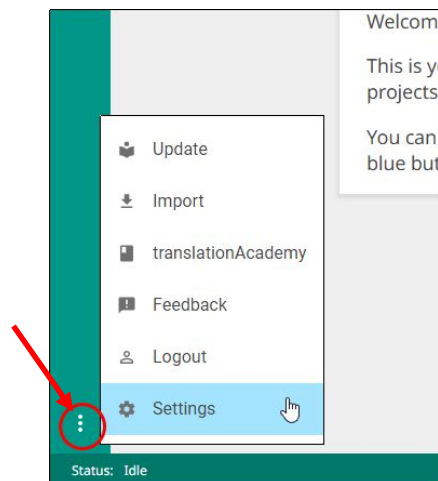 Welcom
This is y
projects
You can
blue but
Update
Import
translationAcademy
Feedback
Logout
Settings
Status: Idle